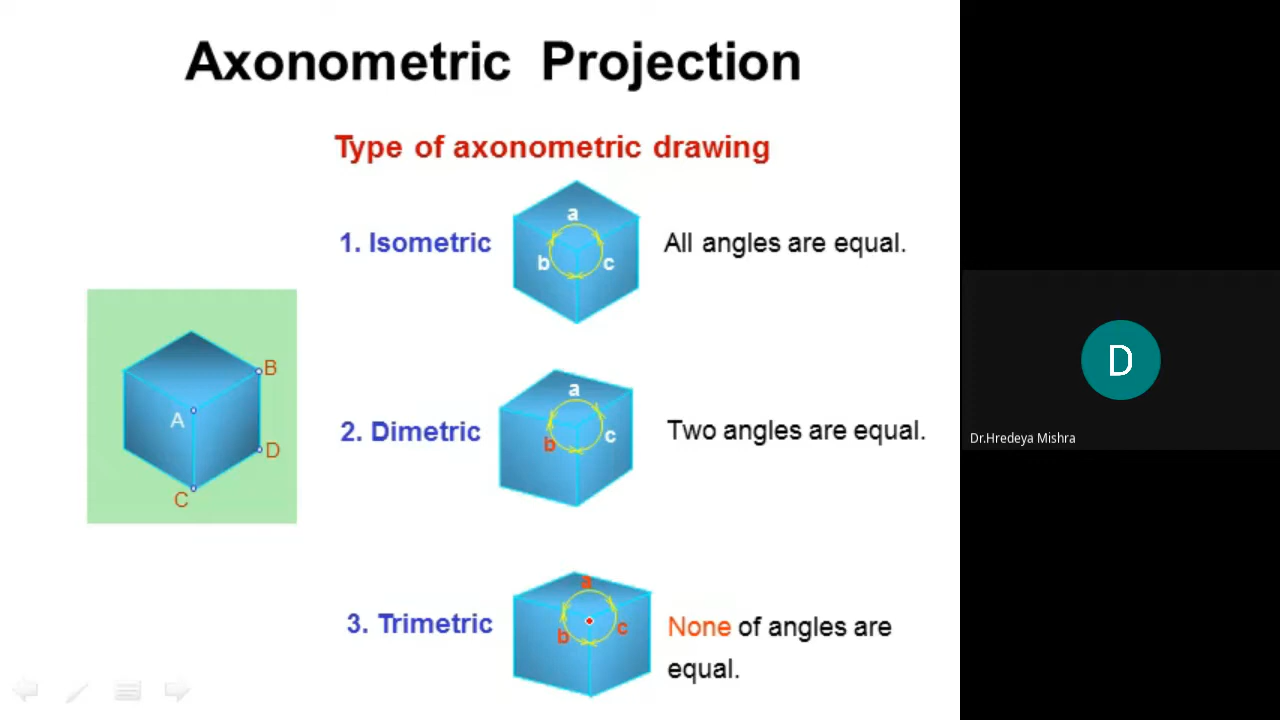 Axonometric Projection
Type of axonometric drawing
1. Isometric
a
b
c
All angles are equal.
A
B
C
D
2. Dimetric
a
b
c
Two angles are equal.
3. Trimetric
a
b
c
None of angles are
equal.
D
Dr.Hredeya Mishra